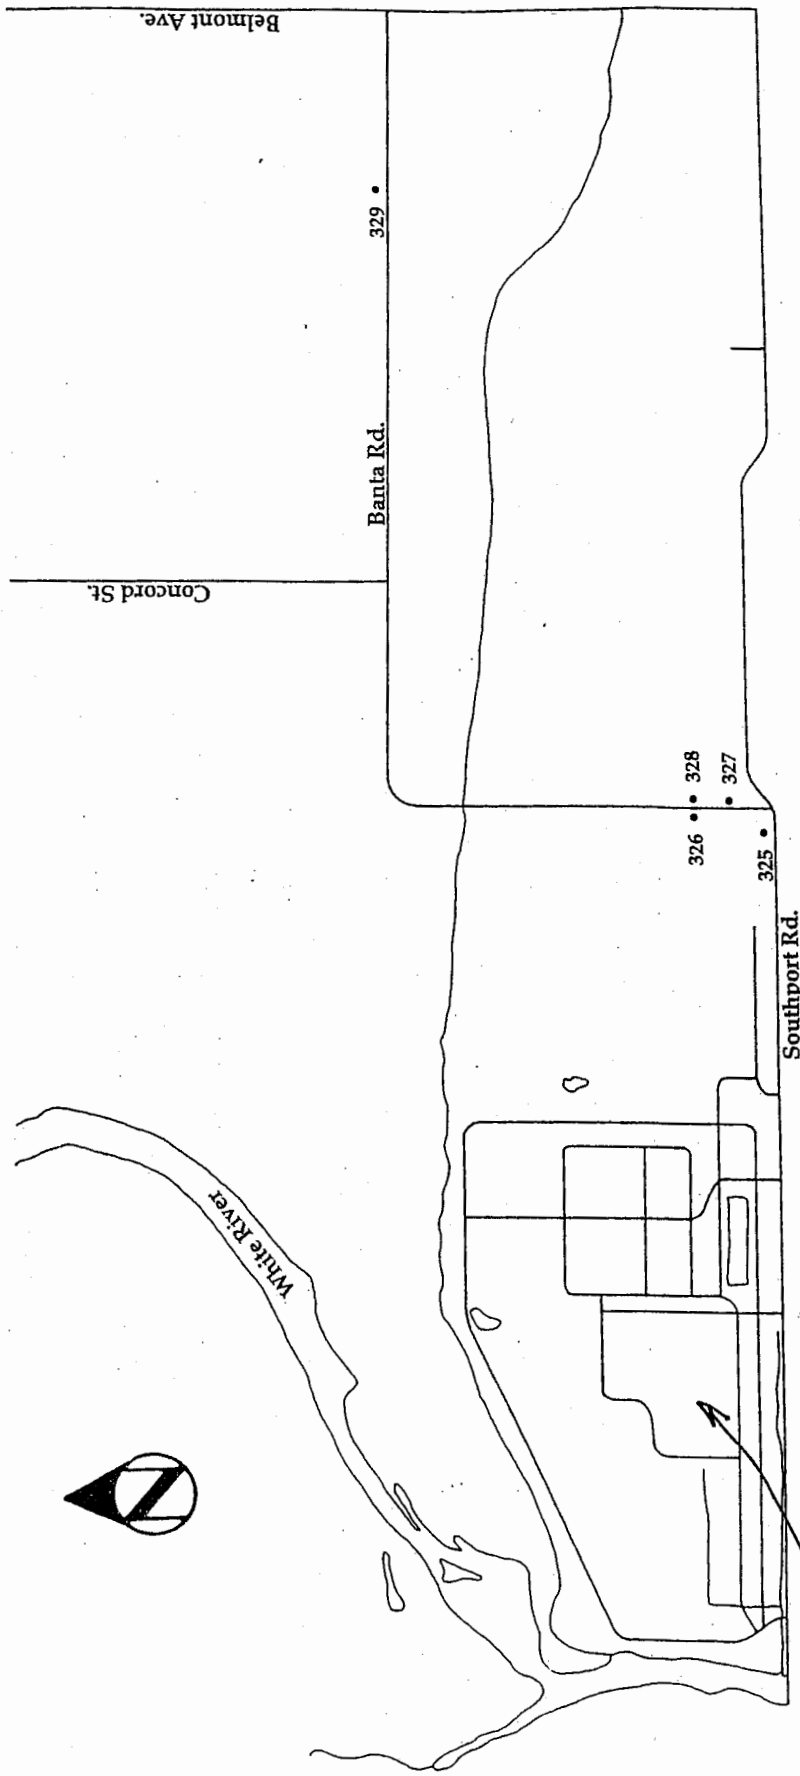 Belmont Ave.
329
Banta Rd.
Concord St.
328
327
326
325
Southport Rd.
White River
N